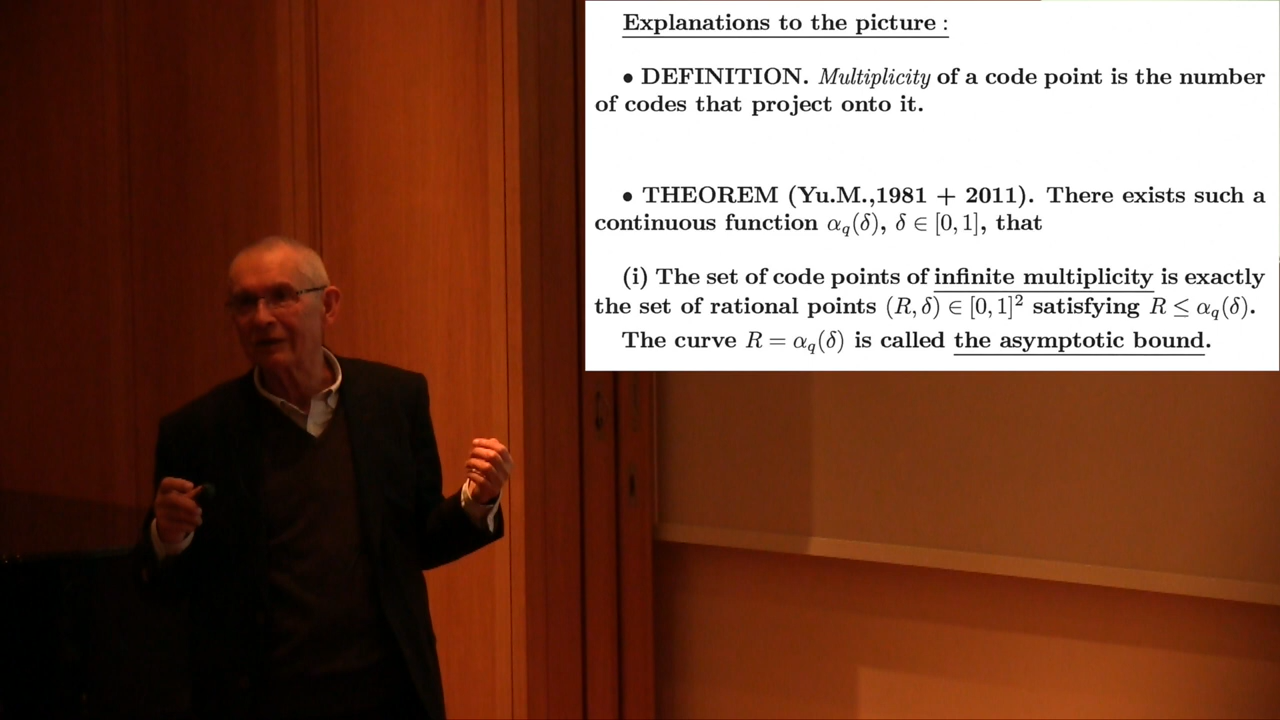 Explanations to the picture :
• DEFINITION. Multiplicity of a code point is the number
of codes that project onto it.
• THEOREM (Yu.M.,1981 + 2011). There exists such a
continuous function α_q(δ), δ ∈ [0, 1], that
(i) The set of code points of infinite multiplicity is exactly
the set of rational points (R, δ) ∈ [0, 1]² satisfying R ≤ α_q(δ).
The curve R = α_q(δ) is called the asymptotic bound.